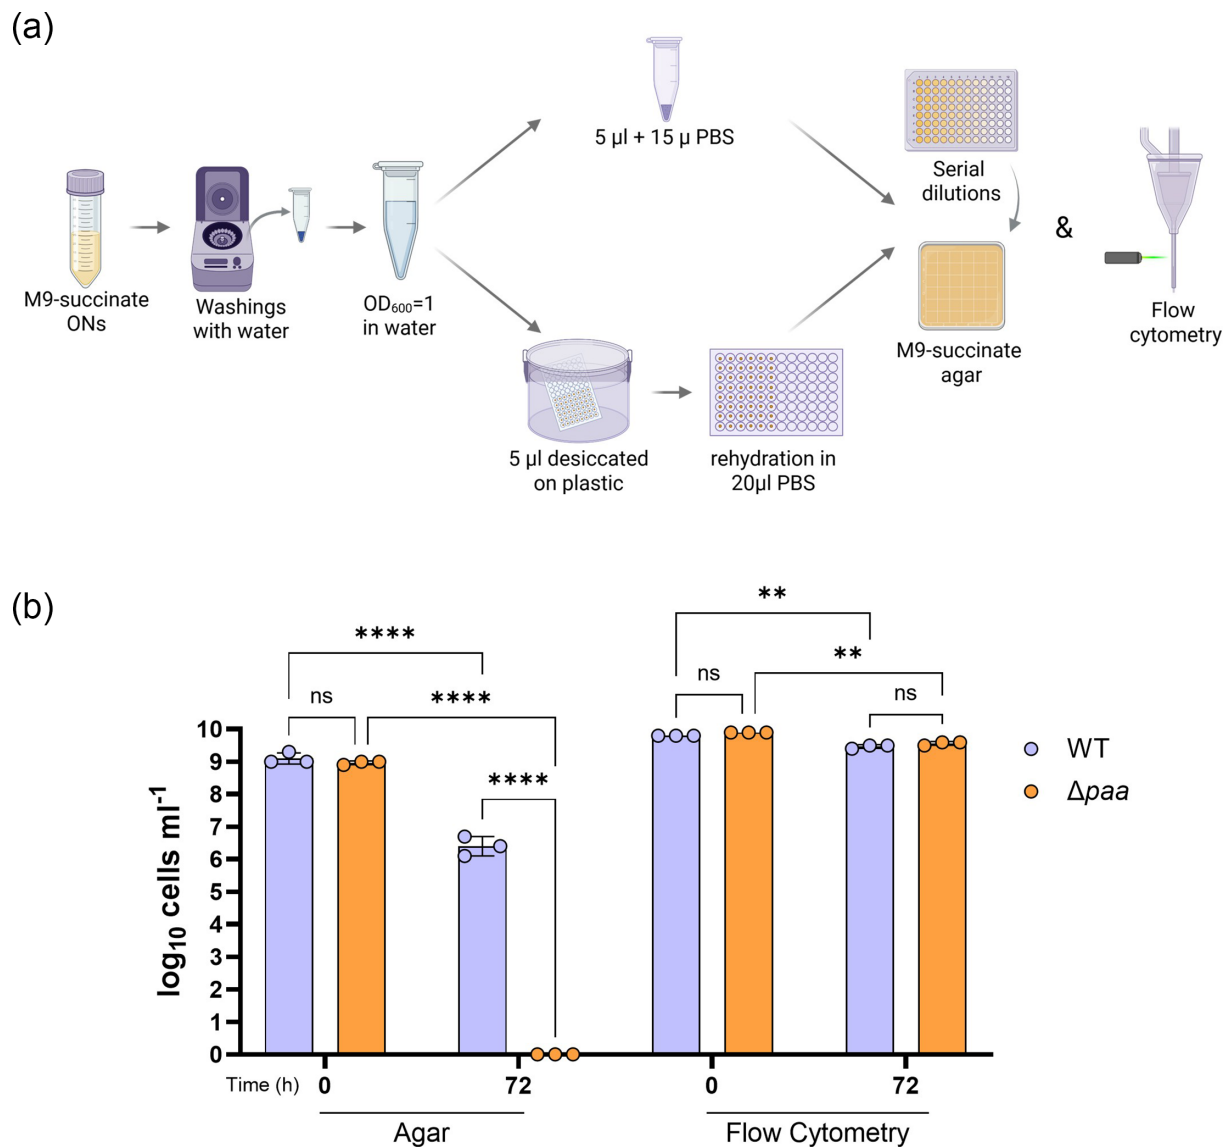 (a)
5 µl + 15 µ PBS
Serial
dilutions
&
M9-succinate
ONs
Washings
with water
OD₆₀₀=1
in water
M9-succinate
agar
Flow
cytometry
5 µl desiccated
on plastic
rehydration in
20µl PBS
(b)
**
****
**
ns
ns
****
ns
****
log₁₀ cells ml⁻¹
10
9
8
7
6
5
4
3
2
1
0
WT
Δpaa
Time (h) 0 72 0 72
Agar Flow Cytometry